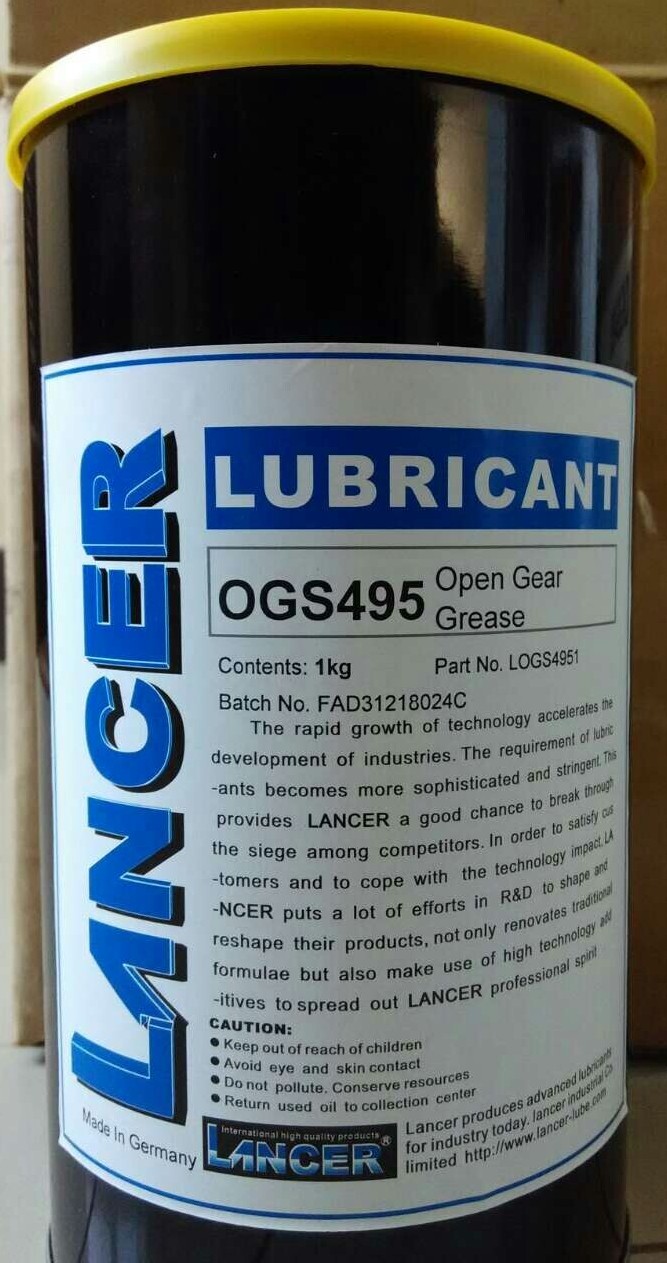 LANCER
LUBRICANT
OGS495 Open Gear
Grease
Contents: 1kg Part No. LOGS4951
Batch No. FAD31218024C
The rapid growth of technology accelerates the
development of industries. The requirement of lubric
-ants becomes more sophisticated and stringent. This
provides LANCER a good chance to break through
the siege among competitors. In order to satisfy cus
-tomers and to cope with the technology impact. LA
-NCER puts a lot of efforts in R&D to shape and
reshape their products, not only renovates traditional
formulae but also make use of high technology add
-itives to spread out LANCER professional spirit
CAUTION:
● Keep out of reach of children
● Avoid eye and skin contact
● Do not pollute. Conserve resources
● Return used oil to collection center
Made In Germany
International high quality products
LANCER®
Lancer produces advanced lubricants
for industry today. lancer industrial Co.
limited http://www.lancer-lube.com